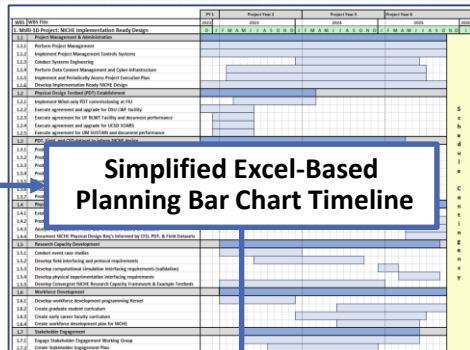 PY 1 Project Year 2 Project Year 3 Project Year 4
WBS WBS Title 2023 2024 2025
D J F M A M J J A S O N D J F M A M J J A S O N D J F M A M J J A S O N D J
1. Multi-1D Project: NICHE Implementation Ready Design
1.1 Project Management & Administration
1.1.1 Perform Project Management
1.1.2 Implement Project Management Controls Systems
1.1.3 Conduct Systems Engineering
1.1.4 Perform Data Content Management and Cyber-Infrastructure
1.1.5 Implement and Periodically Assess Project Execution Plan
1.1.6 Develop Implementation Ready NICHE Design
1.2 Physical Design Testbed (PDT) Establishment
1.2.1 Implement Wind-only PDT commissioning at FIU
1.2.2 Execute agreement and upgrade for OSU LWF facility
1.2.3 Execute agreement for UF BLWT Facility and document performance
1.2.4 Execute agreement and upgrade for UCSD SOARS
1.2.5 Execute agreement for UM SUSTAIN and document performance
Simplified Excel-Based
Planning Bar Chart Timeline
1.4.4 Document NICHE Physical Design Req's Informed by CFD, PDT, & Field Datasets
1.5 Research Capacity Development
1.5.1 Conduct event case studies
1.5.2 Develop field interfacing and protocol requirements
1.5.3 Develop computational simulation interfacing requirements (validation)
1.5.4 Develop physical experimentation interfacing requirements
1.5.5 Develop Convergent NICHE Research Capacity Framework & Example Testbeds
1.6 Workforce Development
1.6.1 Develop workforce development programming Kernel
1.6.2 Create graduate student curriculum
1.6.3 Create early career faculty curriculum
1.6.4 Create workforce development plan for NICHE
1.7 Stakeholder Engagement
1.7.1 Engage Stakeholder Engagement Working Group
1.7.2 Create Stakeholder Engagement Plan
Schedule Contingency